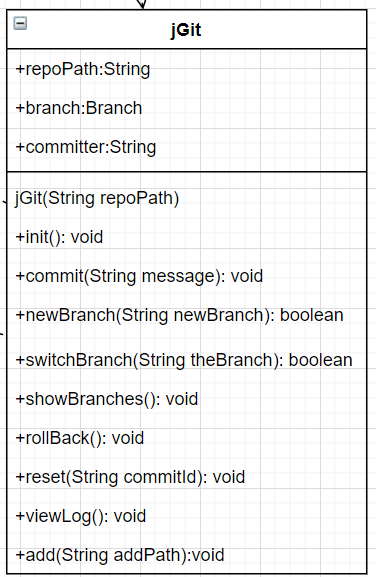 jGit
+repoPath:String
+branch:Branch
+committer:String
jGit(String repoPath)
+init(): void
+commit(String message): void
+newBranch(String newBranch): boolean
+switchBranch(String theBranch): boolean
+showBranches(): void
+rollBack(): void
+reset(String commitId): void
+viewLog(): void
+add(String addPath):void